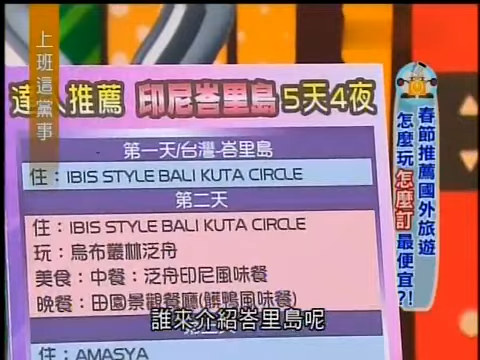 上班這黨事
達人推薦 印尼峇里島 5天4夜
第一天/台灣-峇里島
住：IBIS STYLE BALI KUTA CIRCLE
第二天
住：IBIS STYLE BALI KUTA CIRCLE
玩：烏布叢林泛舟
美食：中餐：泛舟印尼風味餐
晚餐：田園景觀餐廳(髒鴨風味餐)
住：AMASYA
誰來介紹峇里島呢
春節推薦國外旅遊
怎麼玩怎麼訂最便宜?!